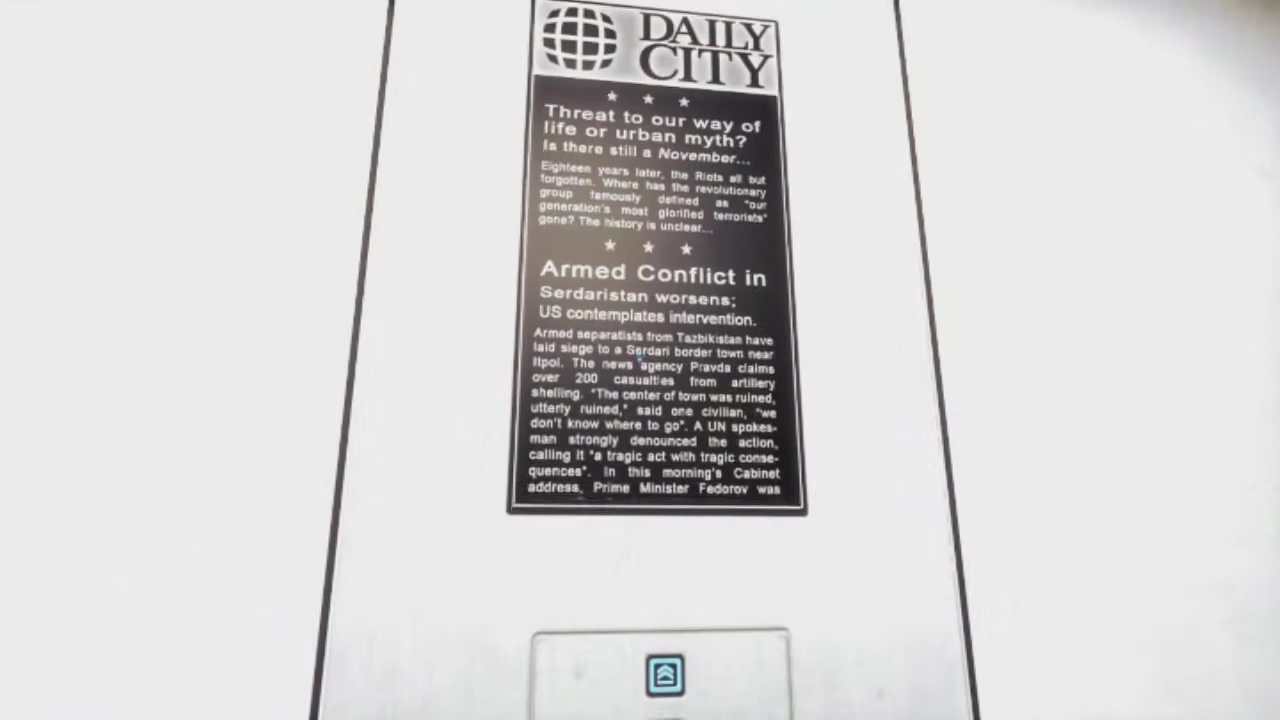 DAILY
CITY
Threat to our way of
life or urban myth?
Is there still a November...
Eighteen years later, the Riots all but
forgotten. Where has the revolutionary
group famously defined as "our
generation's most glorified terrorists"
gone? The history is unclear...
Armed Conflict in
Serdaristan worsens;
US contemplates intervention.
Armed separatists from Tazbikistan have
laid siege to a Serdari border town near
Itpol. The news agency Pravda claims
over 200 casualties from artillery
shelling. "The center of town was ruined,
utterly ruined," said one civilian, "we
don't know where to go". A UN spokes-
man strongly denounced the action,
calling it "a tragic act with tragic conse-
quences". In this morning's Cabinet
address, Prime Minister Fedorov was